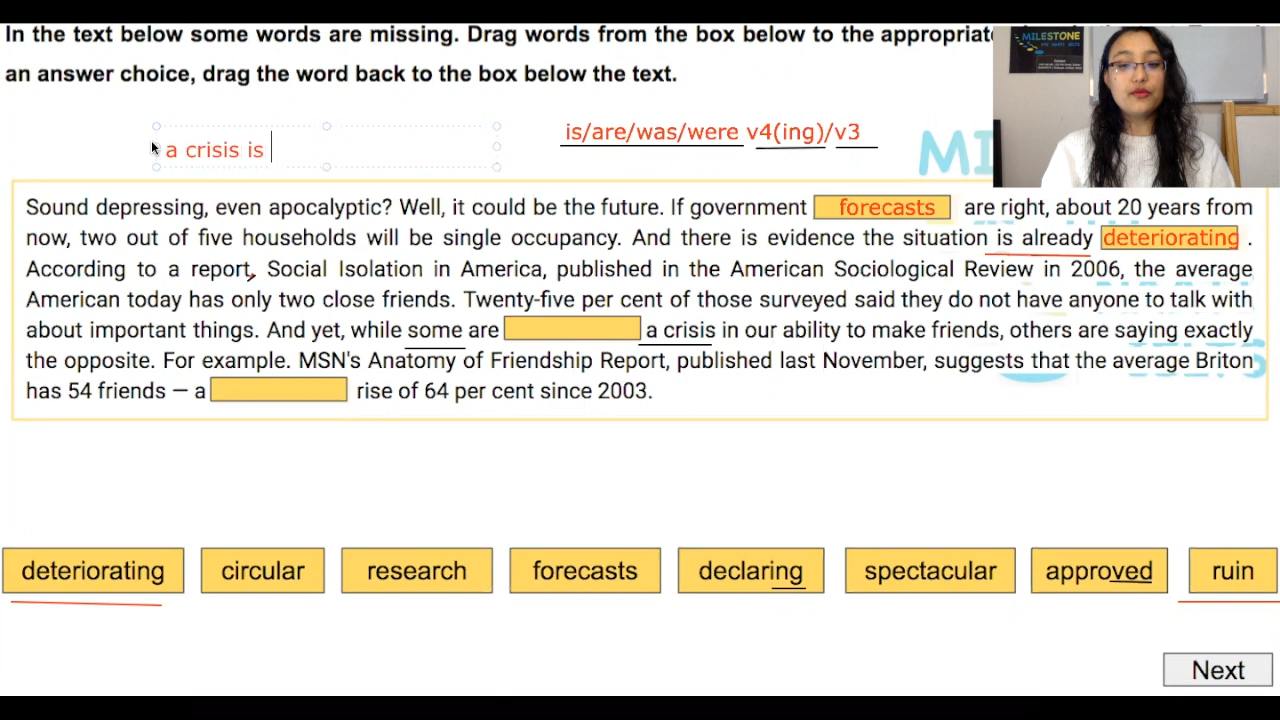 In the text below some words are missing. Drag words from the box below to the appropriate
an answer choice, drag the word back to the box below the text.
MILESTONE
is/are/was/were v4(ing)/v3
a crisis is
Sound depressing, even apocalyptic? Well, it could be the future. If government forecasts are right, about 20 years from
now, two out of five households will be single occupancy. And there is evidence the situation is already deteriorating .
According to a report, Social Isolation in America, published in the American Sociological Review in 2006, the average
American today has only two close friends. Twenty-five per cent of those surveyed said they do not have anyone to talk with
about important things. And yet, while some are a crisis in our ability to make friends, others are saying exactly
the opposite. For example. MSN's Anatomy of Friendship Report, published last November, suggests that the average Briton
has 54 friends — a rise of 64 per cent since 2003.
deteriorating circular research forecasts declaring spectacular approved ruin
Next